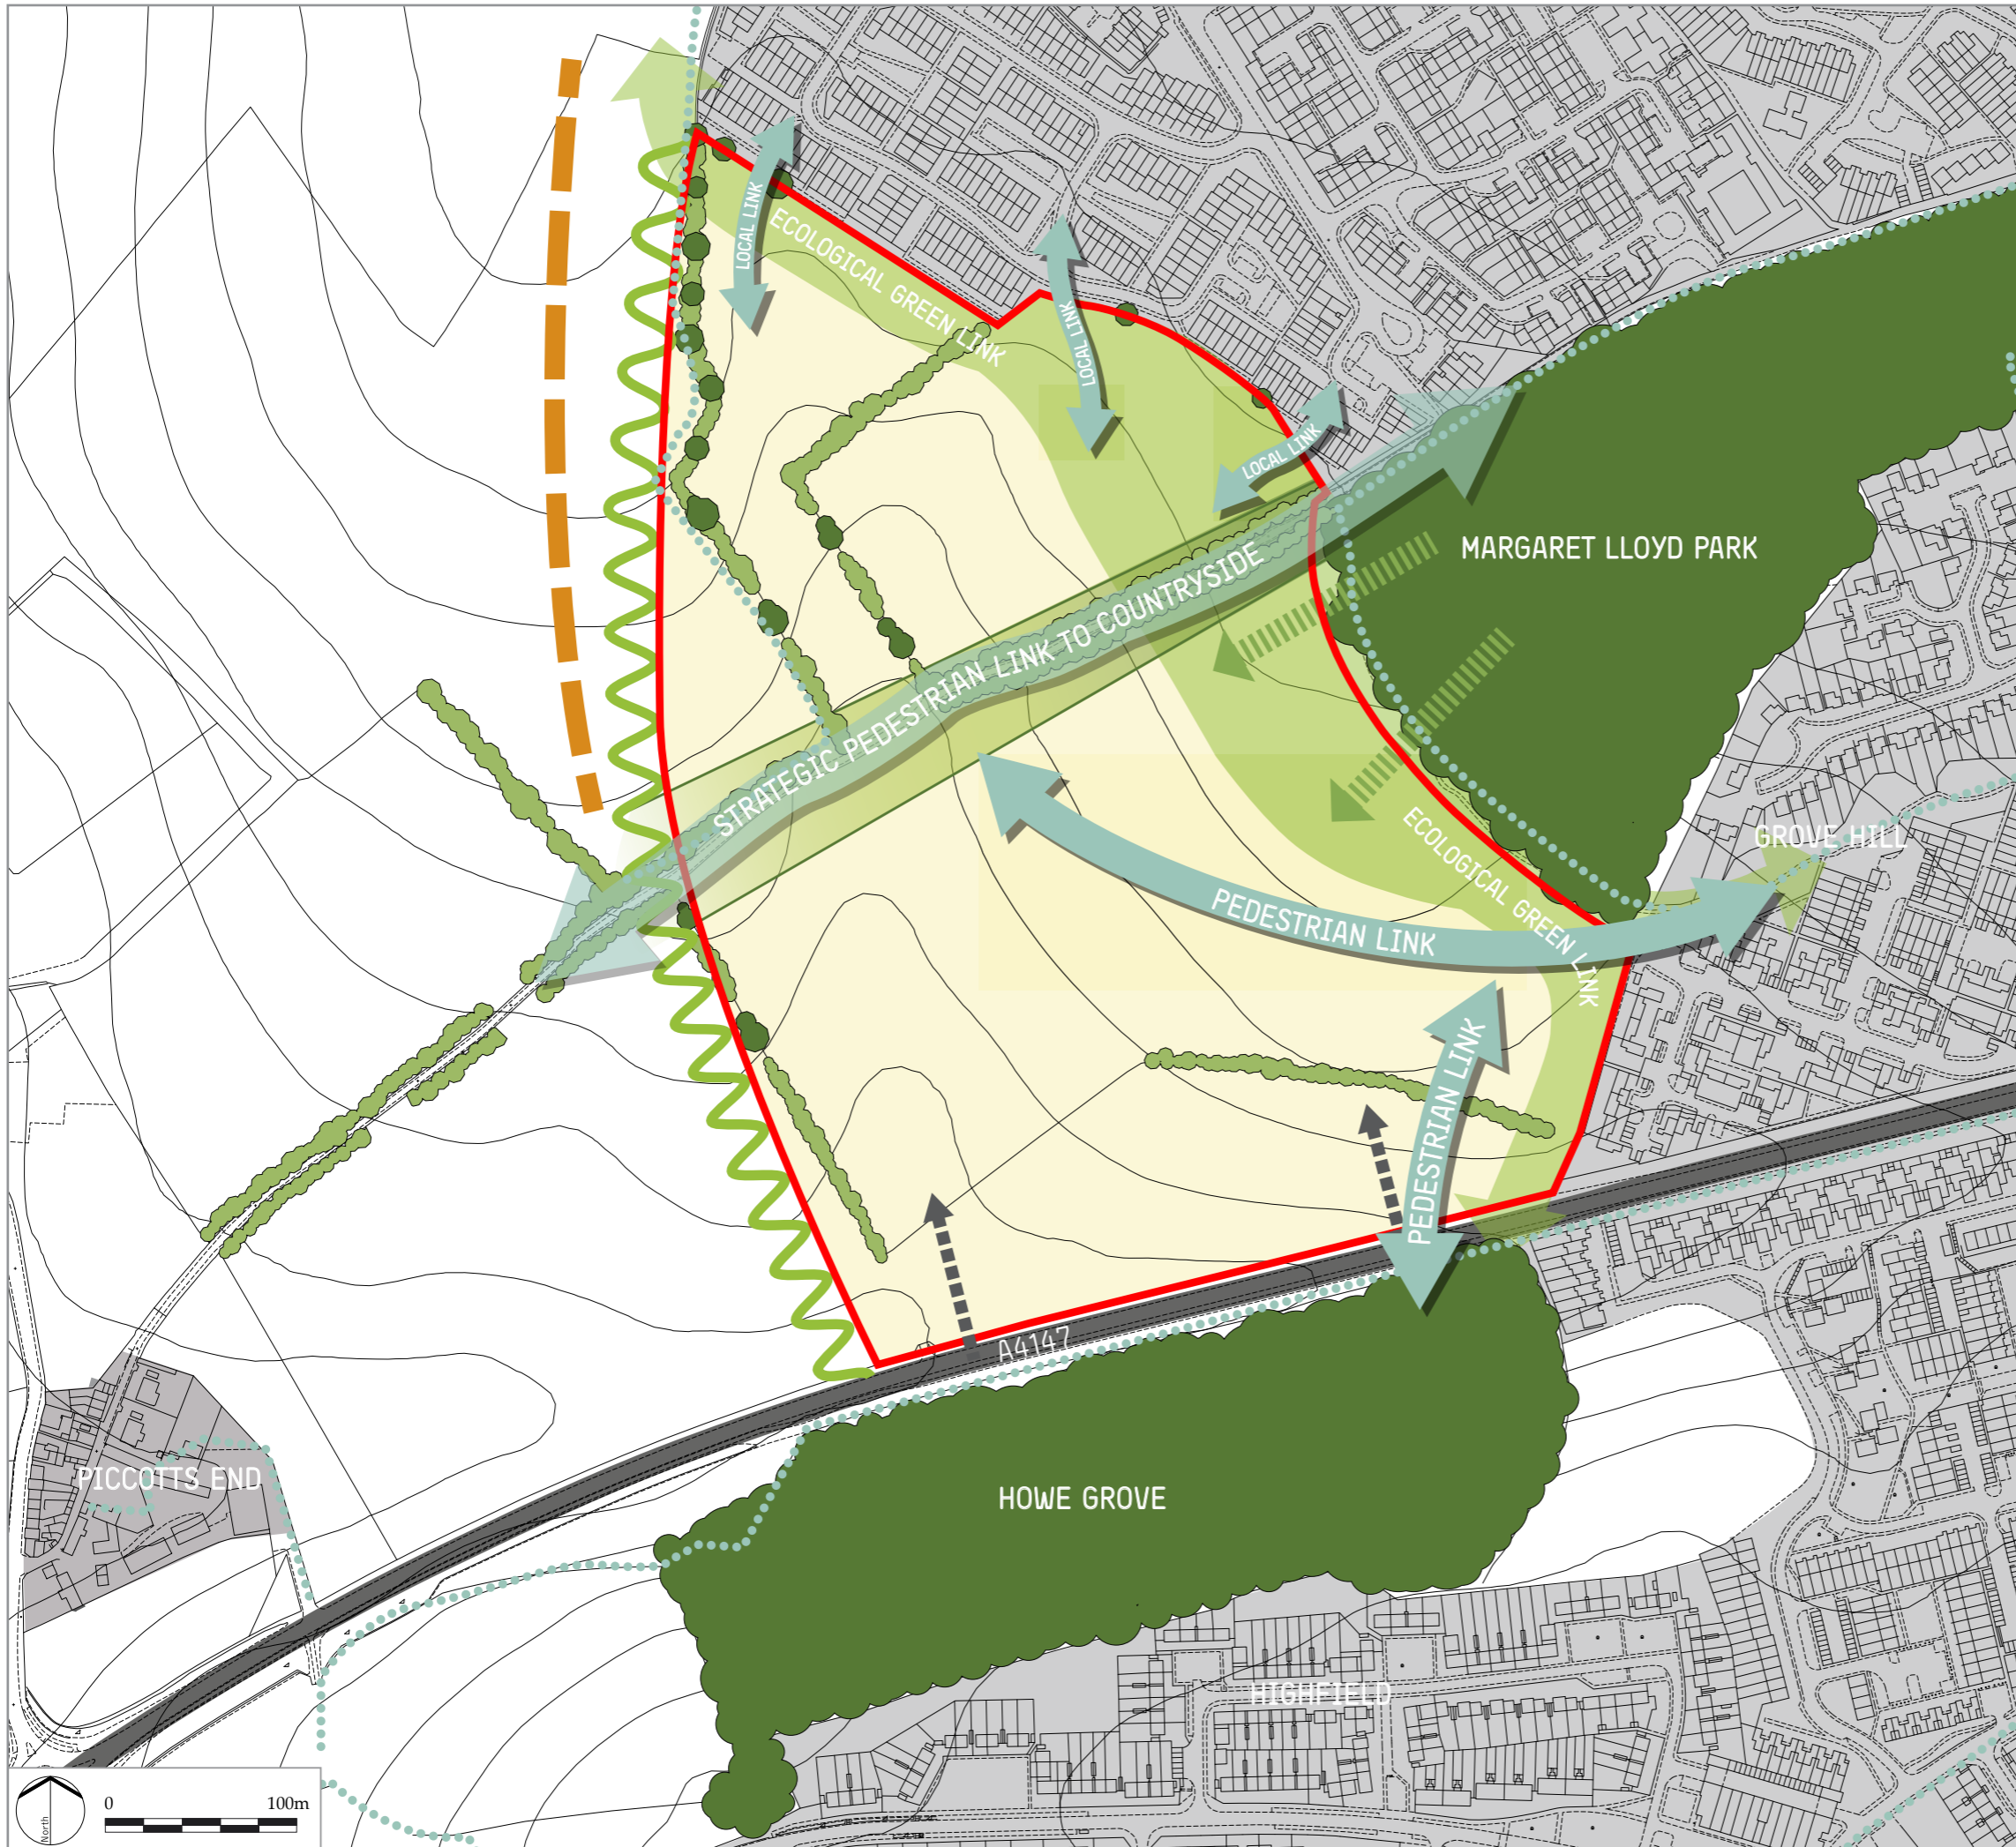 LOCAL LINK
ECOLOGICAL GREEN LINK
LOCAL LINK
LOCAL LINK
MARGARET LLOYD PARK
STRATEGIC PEDESTRIAN LINK TO COUNTRYSIDE
GROVE HILL
ECOLOGICAL GREEN LINK
PEDESTRIAN LINK
PEDESTRIAN LINK
A4147
PICCOTTS END
HOWE GROVE
HIGHFIELD
North
0 100m